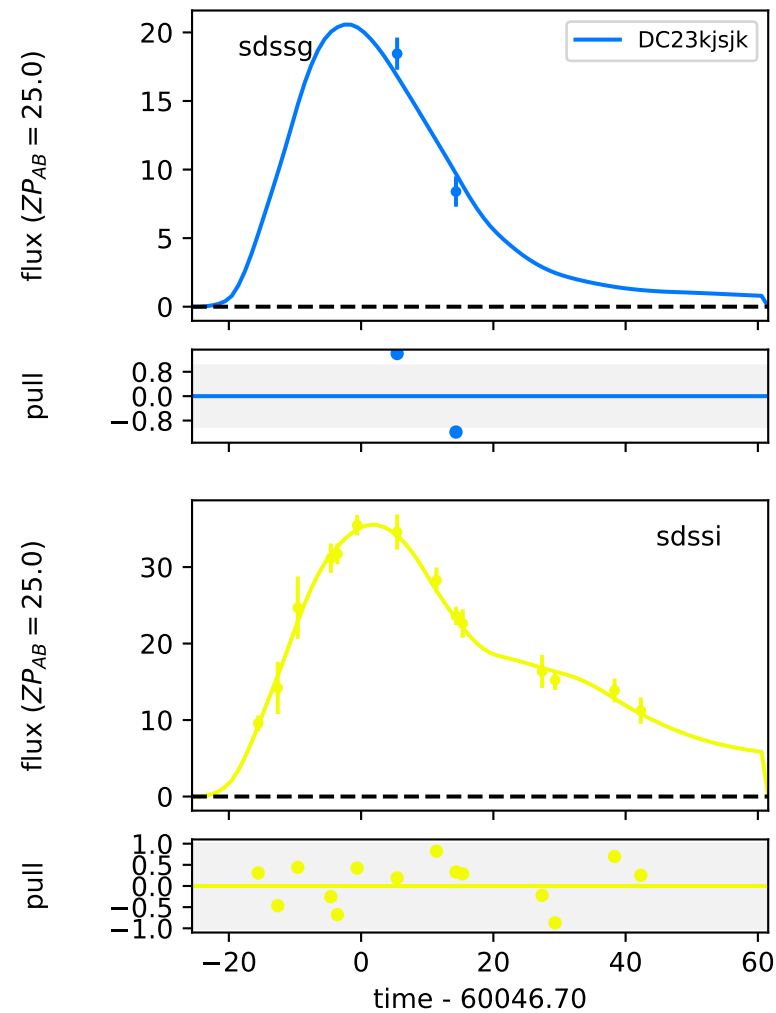 sdssg
DC23kjsjk
flux (ZP_AB = 25.0)
20
15
10
5
0
pull
0.8
0.0
−0.8
sdssi
flux (ZP_AB = 25.0)
30
20
10
0
pull
1.0
0.5
0.0
−0.5
−1.0
−20 0 20 40 60
time - 60046.70